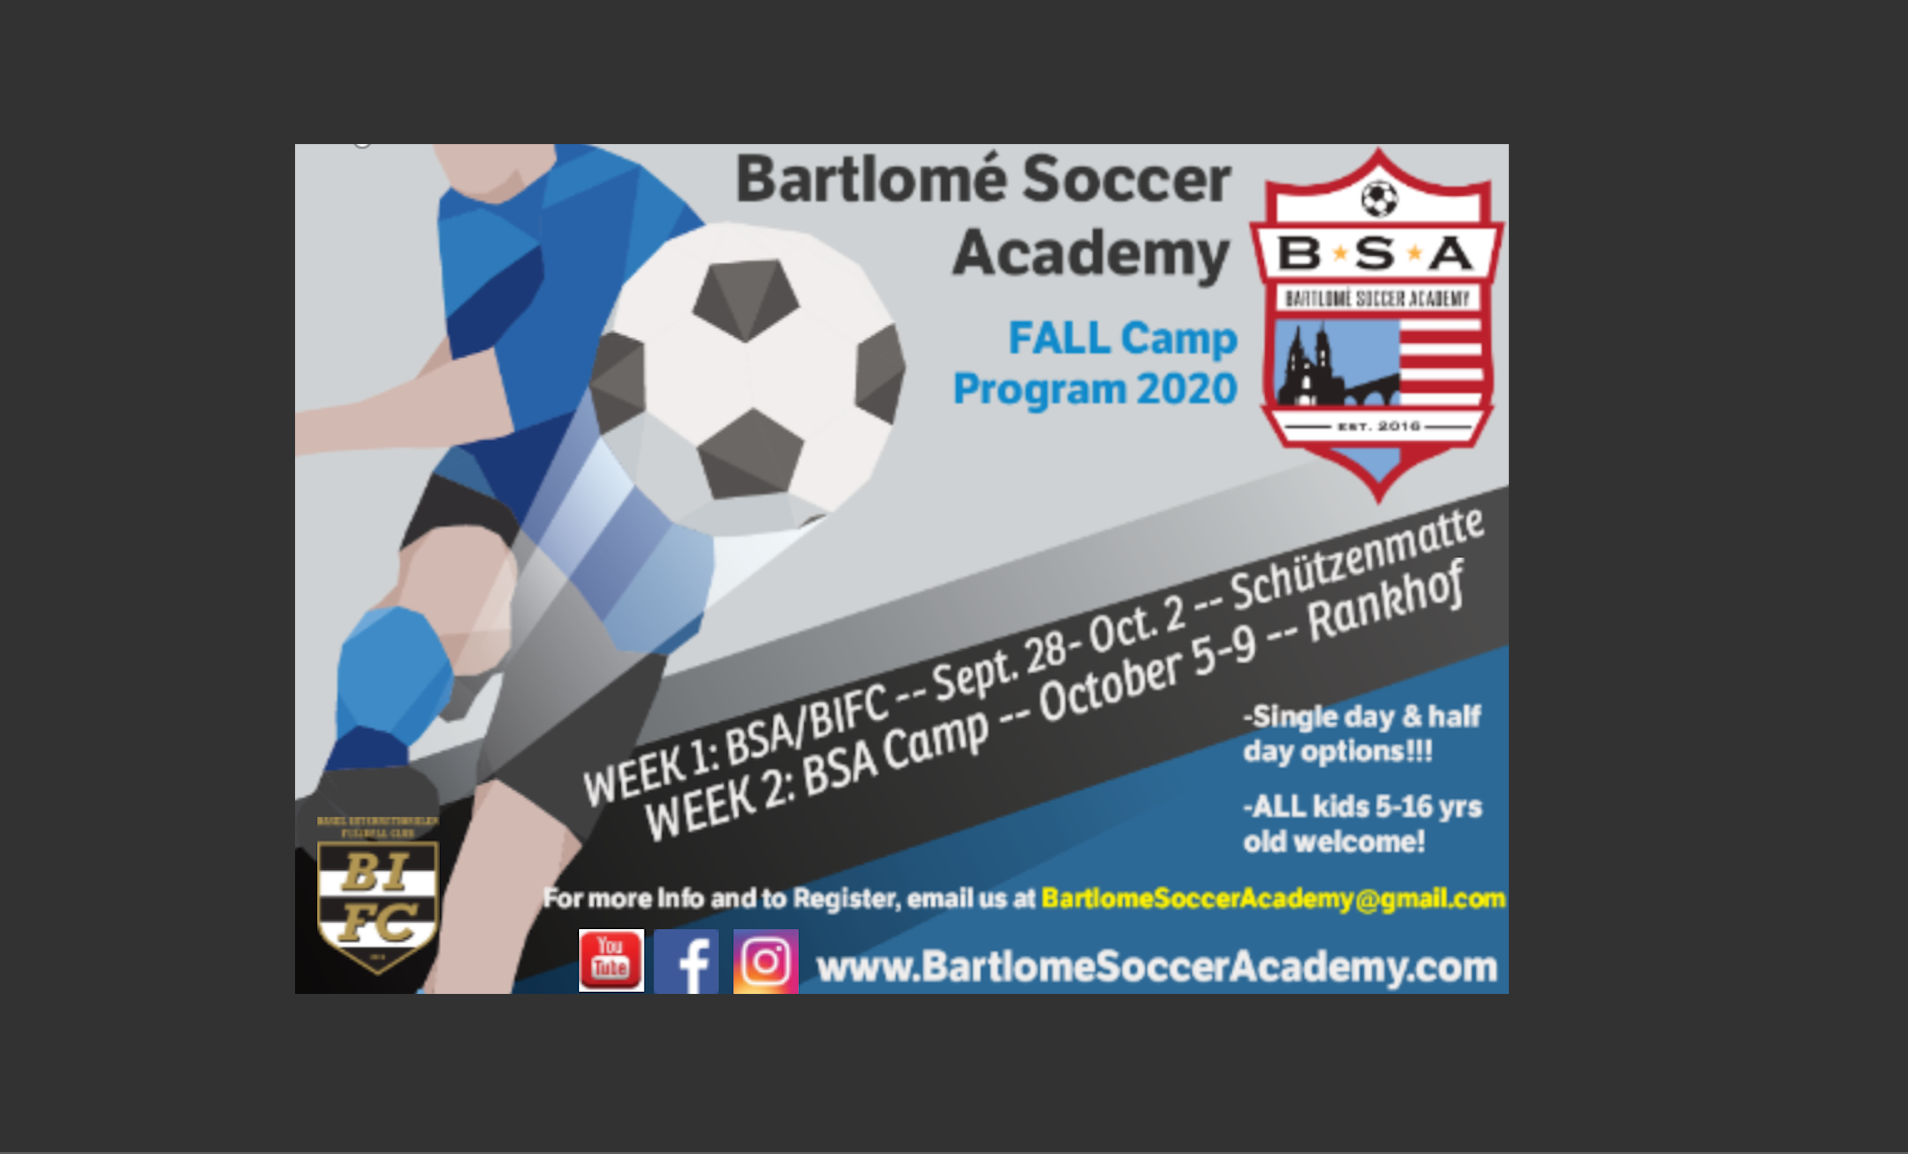 Bartlomé Soccer
Academy
FALL Camp
Program 2020
B S A
BARTLOMÉ SOCCER ACADEMY
EST. 2016
WEEK 1: BSA/BIFC -- Sept. 28- Oct. 2 -- Schützenmatte
WEEK 2: BSA Camp -- October 5-9 -- Rankhof
-Single day & half
day options!!!
-ALL kids 5-16 yrs
old welcome!
BASEL INTERNATIONALER
FUSSBALL CLUB
BI
FC
For more Info and to Register, email us at BartlomeSoccerAcademy@gmail.com
You
Tube
f
www.BartlomeSoccerAcademy.com